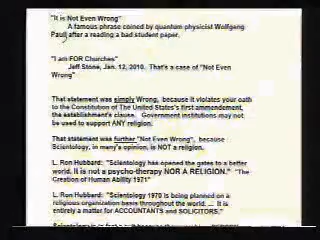 "It is Not Even Wrong"
A famous phrase coined by quantum physicist Wolfgang
Pauli after a reading a bad student paper.
"I am FOR Churches"
Jeff Stone, Jan. 12, 2010. That's a case of "Not Even
Wrong"
That statement was simply Wrong, because it violates your oath
to the Constitution of The United States's first ammendement,
the establishment's clause. Government institutions may not
be used to support ANY religion.
That statement was further "Not Even Wrong", because
Scientology, in many's opinion, is NOT a religion.
L. Ron Hubbard: "Scientology has opened the gates to a better
world. It is not a psycho-therapy NOR A RELIGION." "The
Creation of Human Ability 1971"
L. Ron Hubbard: "Scientology 1970 is being planned on a
religious organization basis throughout the world. ... It is
entirely a matter for ACCOUNTANTS and SOLICITORS."